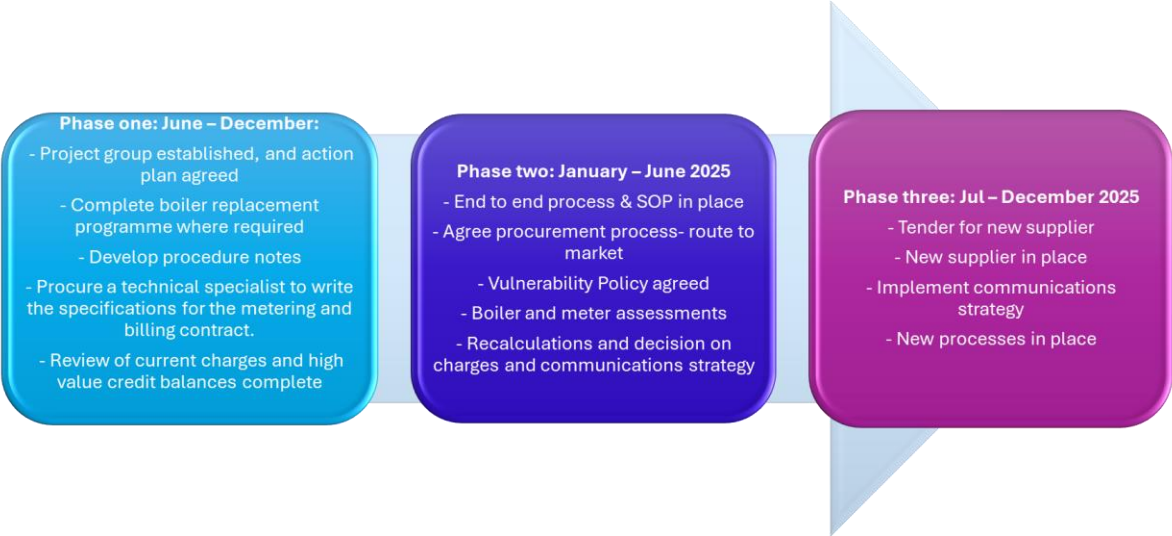 Phase one: June – December:
- Project group established, and action
plan agreed
- Complete boiler replacement
programme where required
- Develop procedure notes
- Procure a technical specialist to write
the specifications for the metering and
billing contract.
- Review of current charges and high
value credit balances complete
Phase two: January – June 2025
- End to end process & SOP in place
- Agree procurement process- route to
market
- Vulnerability Policy agreed
- Boiler and meter assessments
- Recalculations and decision on
charges and communications strategy
Phase three: Jul – December 2025
- Tender for new supplier
- New supplier in place
- Implement communications
strategy
- New processes in place